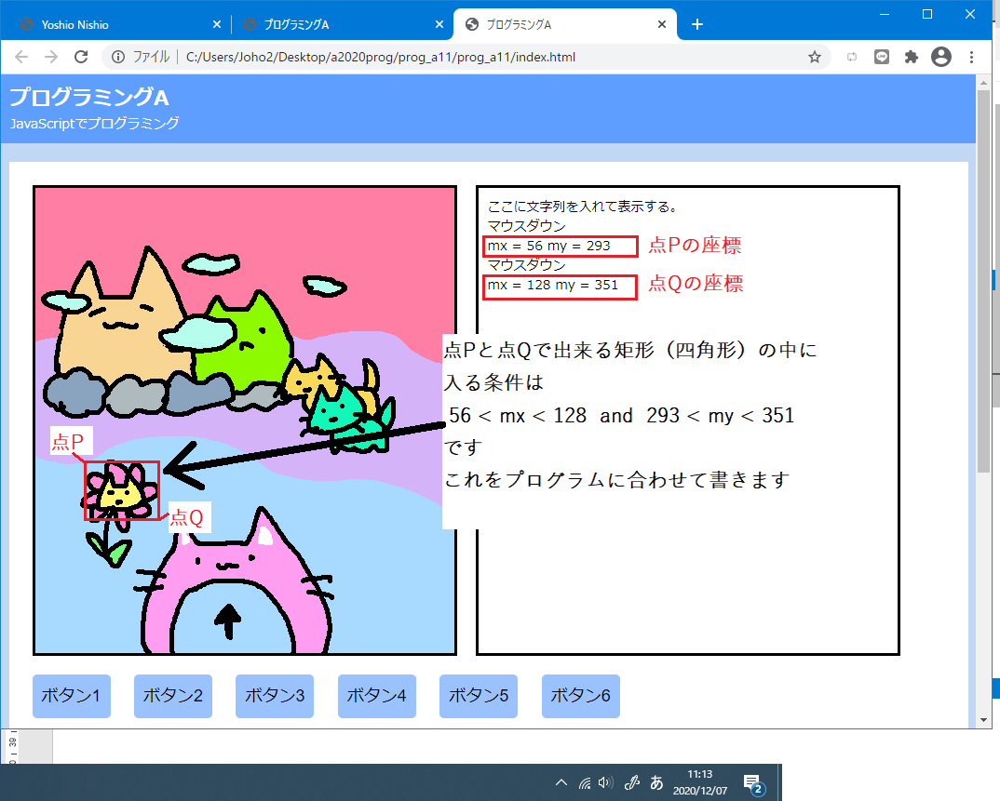 Yoshio Nishio
プログラミングA
プログラミングA
ファイル
C:/Users/Joho2/Desktop/a2020prog/prog_a11/prog_a11/index.html
プログラミングA
JavaScriptでプログラミング
ここに文字列を入れて表示する。
マウスダウン
mx = 56 my = 293 点Pの座標
マウスダウン
mx = 128 my = 351 点Qの座標
点Pと点Qで出来る矩形（四角形）の中に
入る条件は
56 < mx < 128 and 293 < my < 351
です
これをプログラムに合わせて書きます
点P
点Q
ボタン1 ボタン2 ボタン3 ボタン4 ボタン5 ボタン6
39
あ
11:13
2020/12/07
2